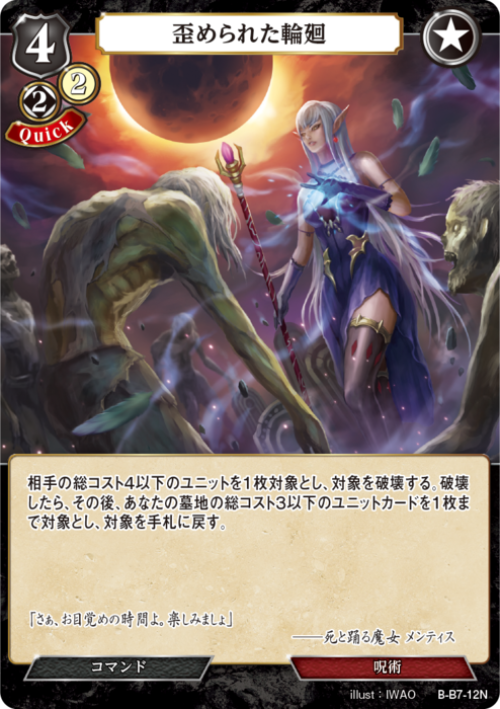 4
歪められた輪廻
2
2
Quick
相手の総コスト4以下のユニットを1枚対象とし、対象を破壊する。破壊
したら、その後、あなたの墓地の総コスト3以下のユニットカードを1枚ま
で対象とし、対象を手札に戻す。
「さぁ、お目覚めの時間よ。楽しみましょ」
――死と踊る魔女 メンティス
コマンド
呪術
illust：IWAO
B-B7-12N